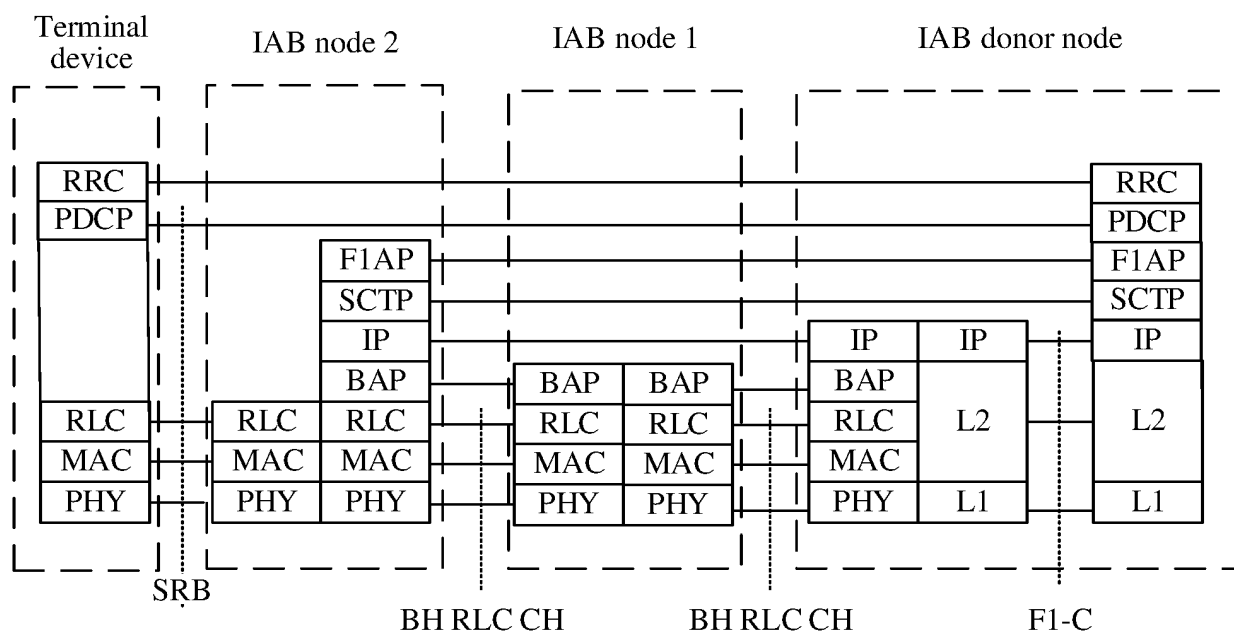 Terminal
device
IAB node 2
IAB node 1
IAB donor node
RRC
RRC
PDCP
PDCP
F1AP
F1AP
SCTP
SCTP
IP
IP
IP
IP
BAP
BAP
BAP
BAP
RLC
RLC
RLC
RLC
RLC
RLC
L2
L2
MAC
MAC
MAC
MAC
MAC
MAC
PHY
PHY
PHY
PHY
PHY
PHY
L1
L1
SRB
BH RLC CH
BH RLC CH
F1-C